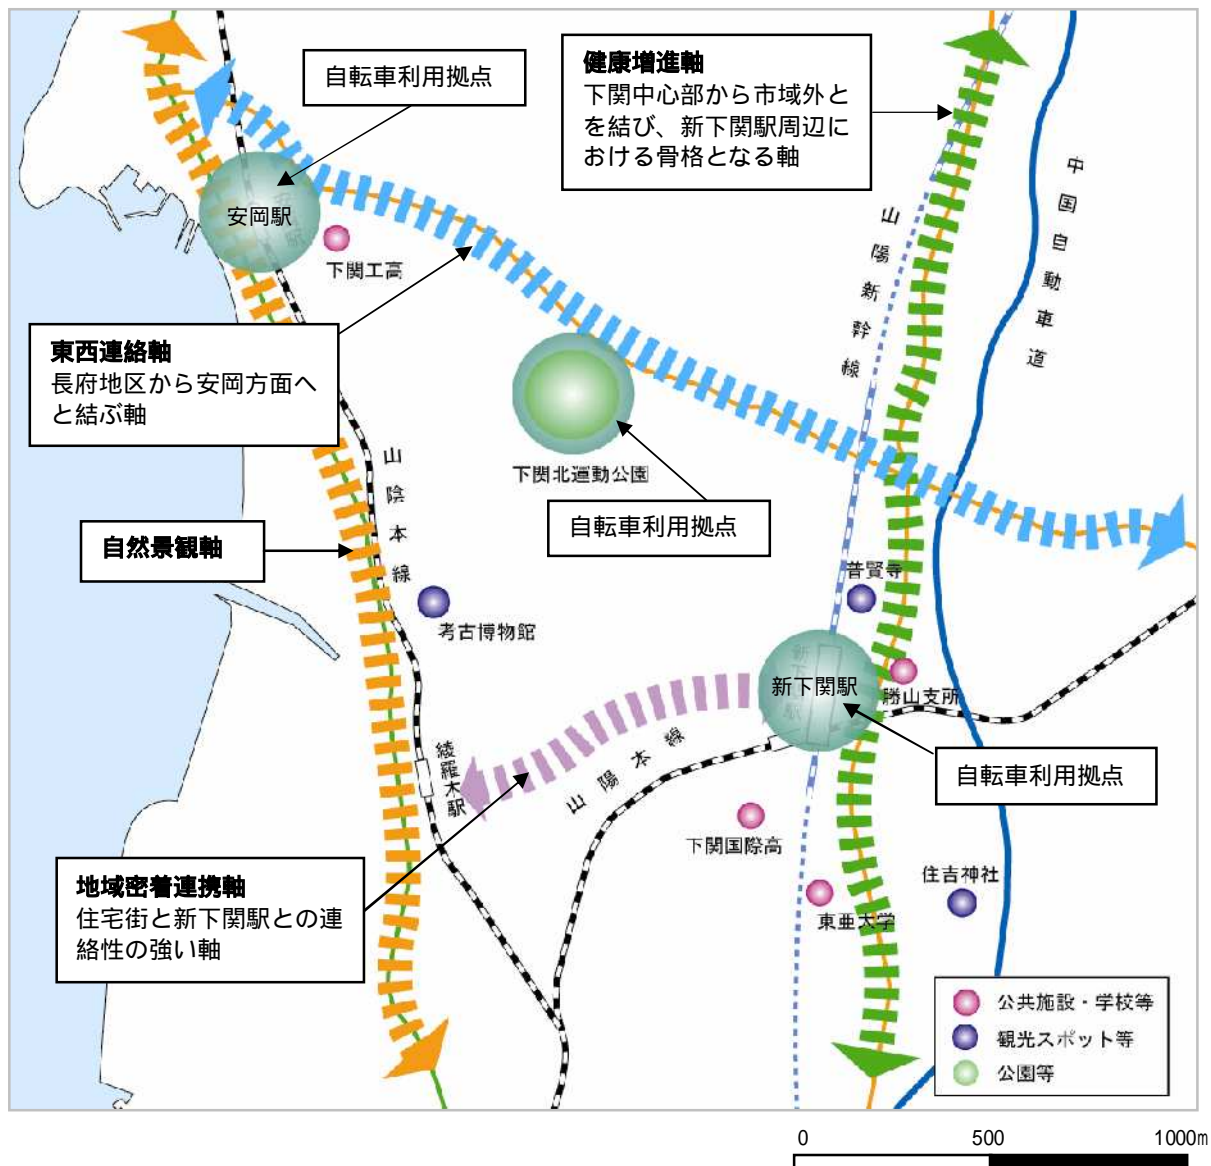 自転車利用拠点
健康増進軸
下関中心部から市域外と
を結び、新下関駅周辺に
おける骨格となる軸
中国自動車道
山陽新幹線
安岡駅
下関工高
東西連絡軸
長府地区から安岡方面へ
と結ぶ軸
下関北運動公園
自転車利用拠点
山陰本線
自然景観軸
考古博物館
普賢寺
新下関駅
勝山支所
綾羅木駅
山陽本線
自転車利用拠点
下関国際高
住吉神社
東亜大学
地域密着連携軸
住宅街と新下関駅との連
絡性の強い軸
公共施設・学校等
観光スポット等
公園等
0 500 1000m